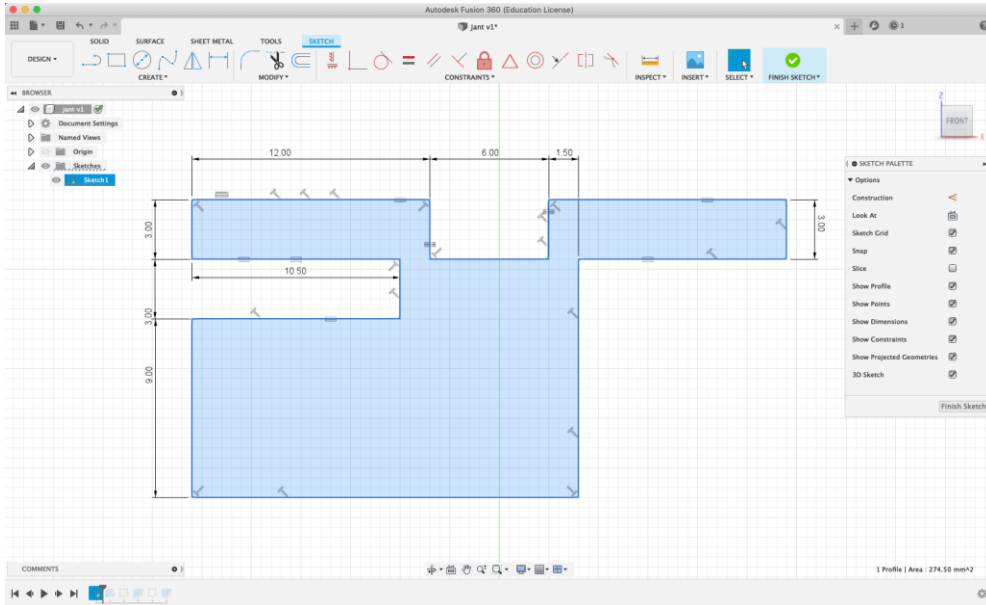 Autodesk Fusion 360 (Education License)
jant v1*
1
SOLID SURFACE SHEET METAL TOOLS SKETCH
DESIGN
CREATE MODIFY CONSTRAINTS INSPECT INSERT SELECT FINISH SKETCH
BROWSER
jant v1
Document Settings
Named Views
Origin
Sketches
Sketch1
12.00 6.00 1.50
3.00
3.00
10.50
3.00
9.00
Z
FRONT
X
SKETCH PALETTE
Options
Construction
Look At
Sketch Grid
Snap
Slice
Show Profile
Show Points
Show Dimensions
Show Constraints
Show Projected Geometries
3D Sketch
Finish Sketch
COMMENTS
1 Profile | Area : 274.50 mm^2